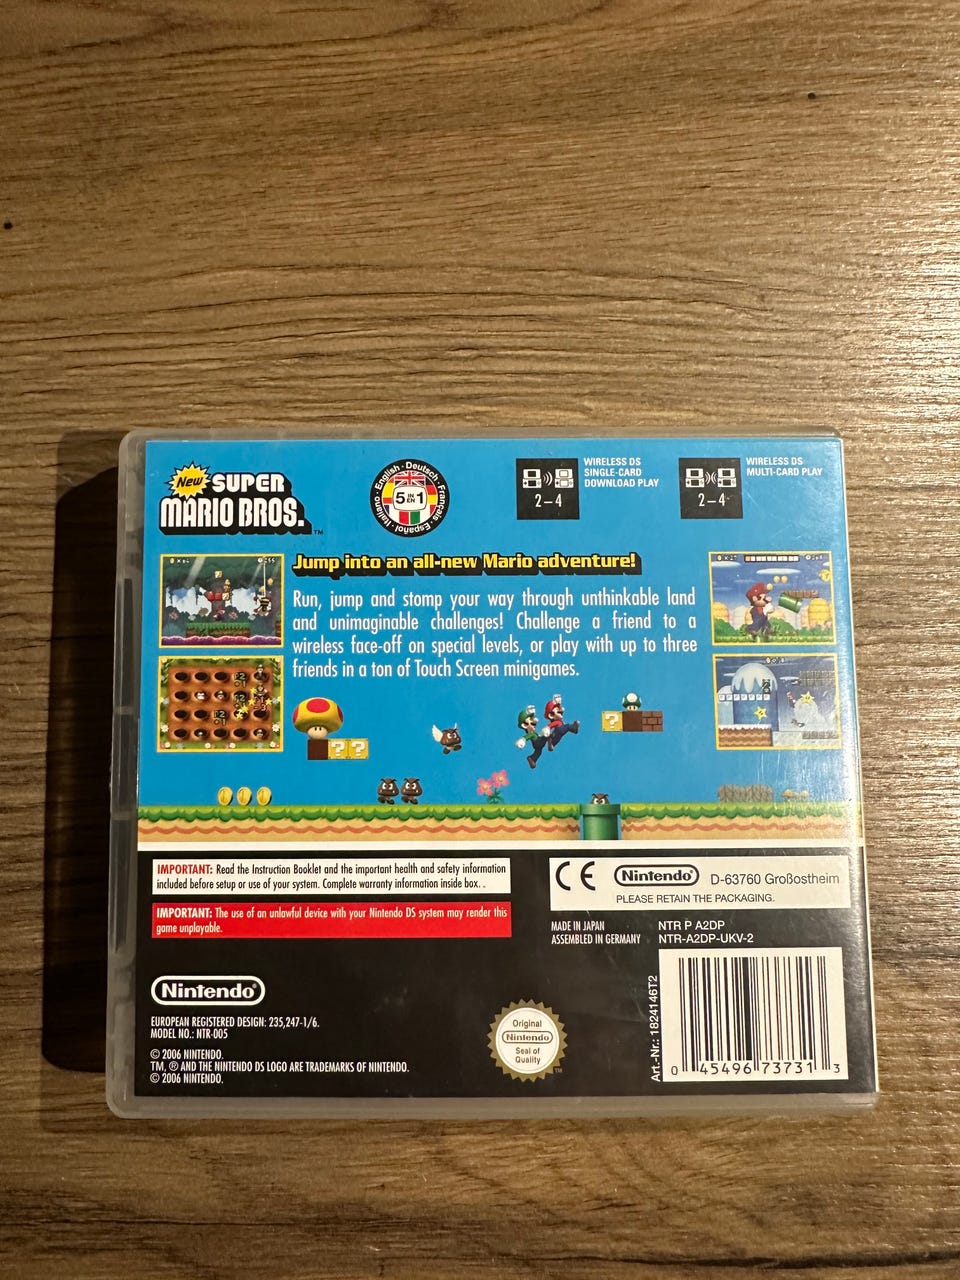 New SUPER
MARIO BROS.™
English · Deutsch · Français · Español · Italiano
5 IN EN 1
2–4
WIRELESS DS
SINGLE-CARD
DOWNLOAD PLAY
2–4
WIRELESS DS
MULTI-CARD PLAY
Jump into an all-new Mario adventure!
Run, jump and stomp your way through unthinkable land
and unimaginable challenges! Challenge a friend to a
wireless face-off on special levels, or play with up to three
friends in a ton of Touch Screen minigames.
IMPORTANT: Read the Instruction Booklet and the important health and safety information
included before setup or use of your system. Complete warranty information inside box. .
IMPORTANT: The use of an unlawful device with your Nintendo DS system may render this
game unplayable.
CE Nintendo® D-63760 Großostheim
PLEASE RETAIN THE PACKAGING.
MADE IN JAPAN
ASSEMBLED IN GERMANY
NTR P A2DP
NTR-A2DP-UKV-2
Nintendo®
EUROPEAN REGISTERED DESIGN: 235,247-1/6.
MODEL NO.: NTR-005
© 2006 NINTENDO.
TM, ® AND THE NINTENDO DS LOGO ARE TRADEMARKS OF NINTENDO.
© 2006 NINTENDO.
Original
Nintendo
Seal of
Quality
TM
Art.-Nr.: 1824146T2
0 45496 73731 3